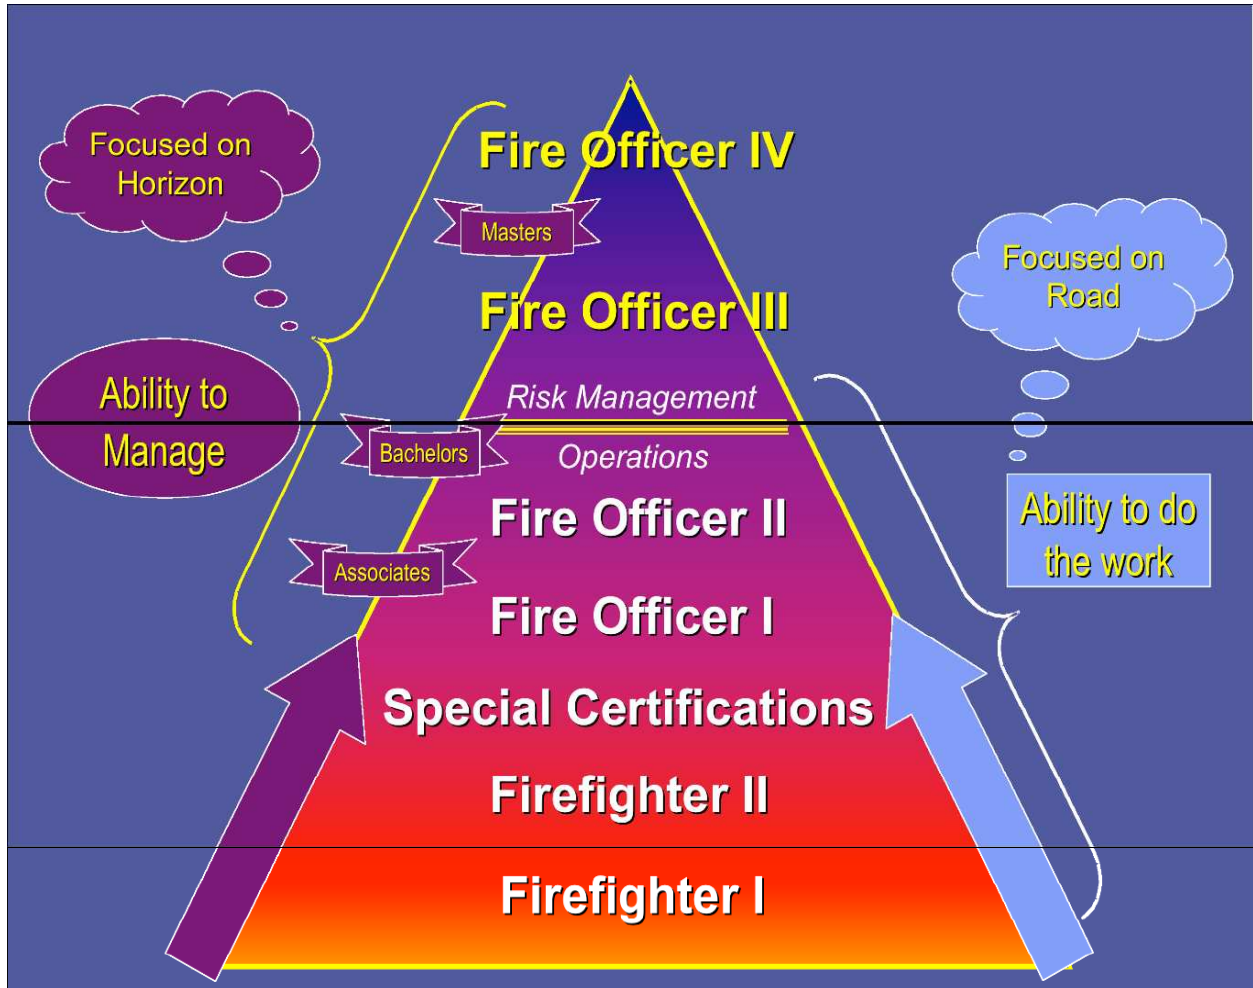 Fire Officer IV
Focused on
Horizon
Masters
Focused on
Road
Fire Officer III
Ability to
Manage
Risk Management
Bachelors
Operations
Ability to do
the work
Fire Officer II
Associates
Fire Officer I
Special Certifications
Firefighter II
Firefighter I